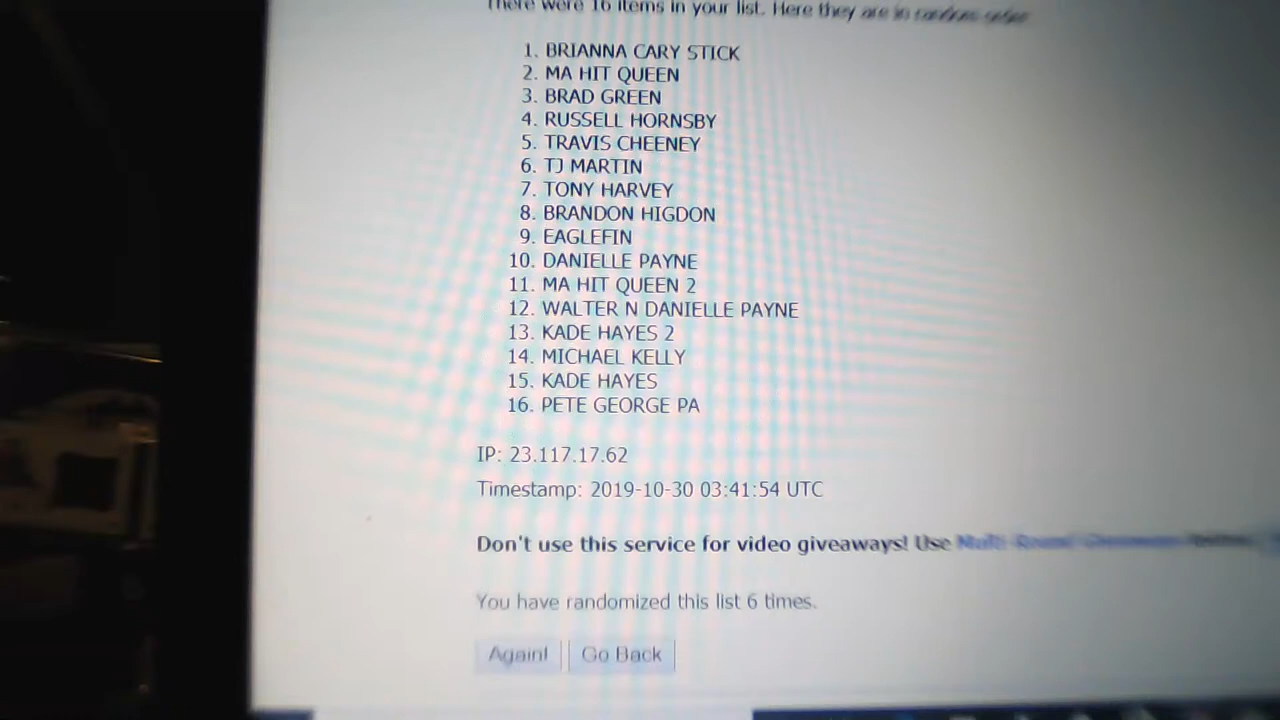 There were 16 items in your list. Here they are in random order
1. BRIANNA CARY STICK
2. MA HIT QUEEN
3. BRAD GREEN
4. RUSSELL HORNSBY
5. TRAVIS CHEENEY
6. TJ MARTIN
7. TONY HARVEY
8. BRANDON HIGDON
9. EAGLEFIN
10. DANIELLE PAYNE
11. MA HIT QUEEN 2
12. WALTER N DANIELLE PAYNE
13. KADE HAYES 2
14. MICHAEL KELLY
15. KADE HAYES
16. PETE GEORGE PA
IP: 23.117.17.62
Timestamp: 2019-10-30 03:41:54 UTC
Don't use this service for video giveaways! Use
You have randomized this list 6 times.
Again! Go Back